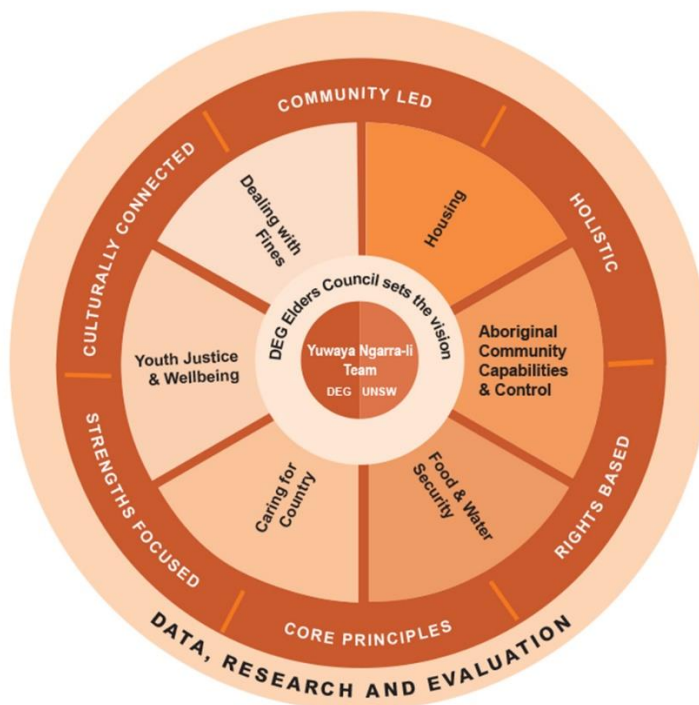 COMMUNITY LED
HOLISTIC
RIGHTS BASED
CORE PRINCIPLES
STRENGTHS FOCUSED
CULTURALLY CONNECTED
Dealing with
Fines
Housing
Aboriginal
Community
Capabilities
& Control
Food & Water
Security
Caring for
Country
Youth Justice
& Wellbeing
DEG Elders Council sets the vision
Yuwaya Ngarra-li
Team
DEG UNSW
DATA, RESEARCH AND EVALUATION